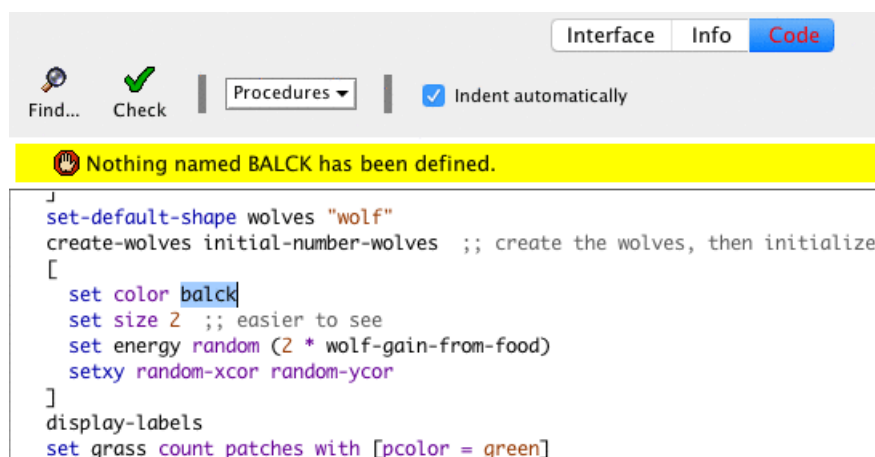 Interface Info Code
Find... Check Procedures Indent automatically
Nothing named BALCK has been defined.
]
set-default-shape wolves "wolf"
create-wolves initial-number-wolves ;; create the wolves, then initialize
[
set color balck
set size 2 ;; easier to see
set energy random (2 * wolf-gain-from-food)
setxy random-xcor random-ycor
]
display-labels
set grass count patches with [pcolor = green]